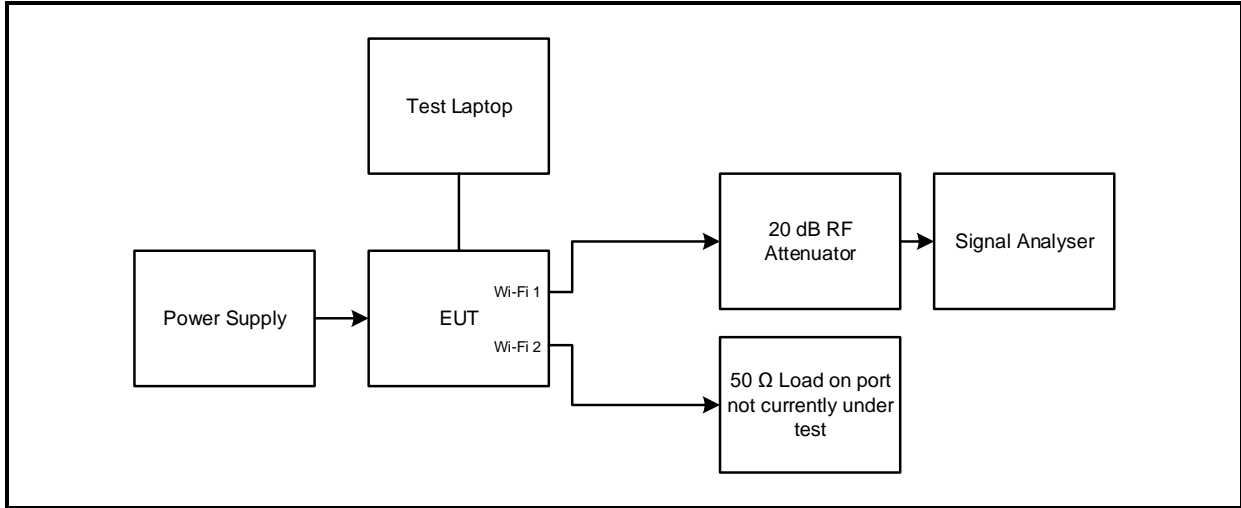 Test Laptop
Power Supply
EUT
Wi-Fi 1
Wi-Fi 2
20 dB RF
Attenuator
Signal Analyser
50 Ω Load on port
not currently under
test